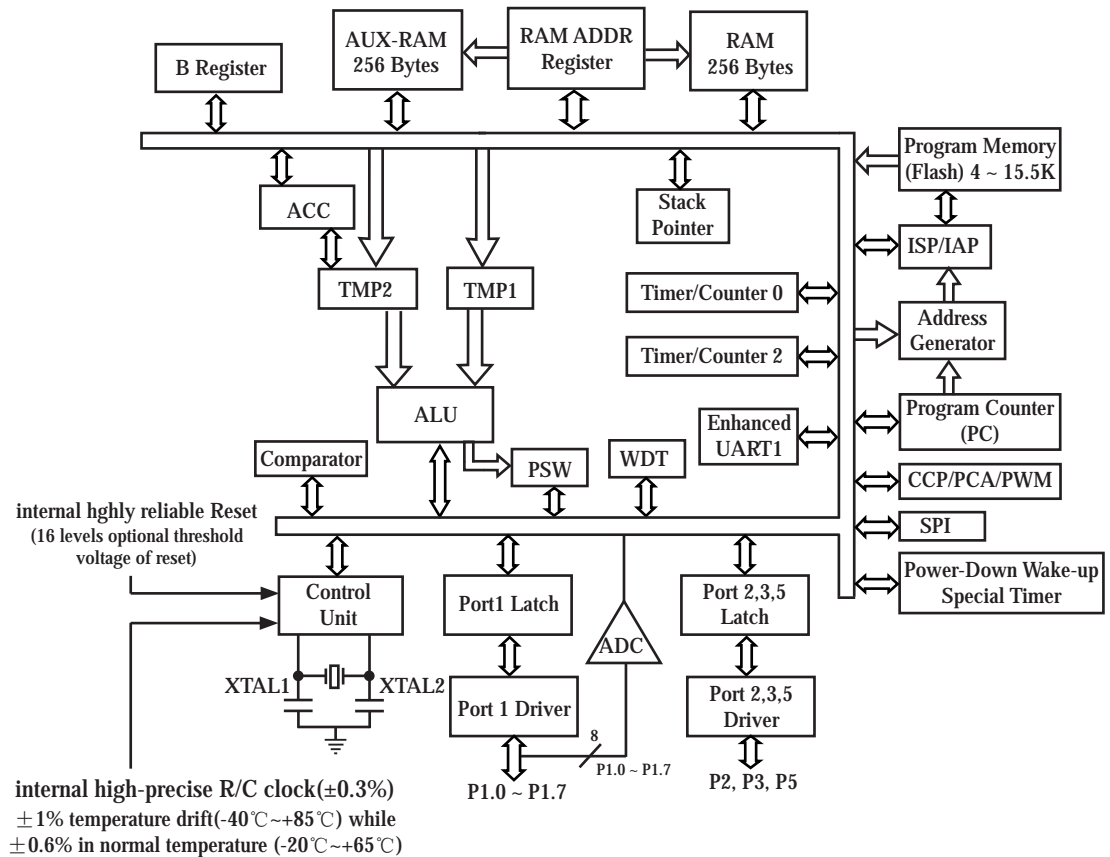 B Register
AUX-RAM
256 Bytes
RAM ADDR
Register
RAM
256 Bytes
Program Memory
(Flash) 4 ~ 15.5K
ACC
Stack
Pointer
ISP/IAP
TMP2
TMP1
Timer/Counter 0
Address
Generator
Timer/Counter 2
ALU
Enhanced
UART1
Program Counter
(PC)
Comparator
PSW
WDT
CCP/PCA/PWM
internal hghly reliable Reset
(16 levels optional threshold
voltage of reset)
SPI
Control
Unit
Port1 Latch
ADC
Port 2,3,5
Latch
Power-Down Wake-up
Special Timer
XTAL1
XTAL2
Port 1 Driver
Port 2,3,5
Driver
8
P1.0 ~ P1.7
P1.0 ~ P1.7
P2, P3, P5
internal high-precise R/C clock(±0.3%)
±1% temperature drift(-40℃~+85℃) while
±0.6% in normal temperature (-20℃~+65℃)